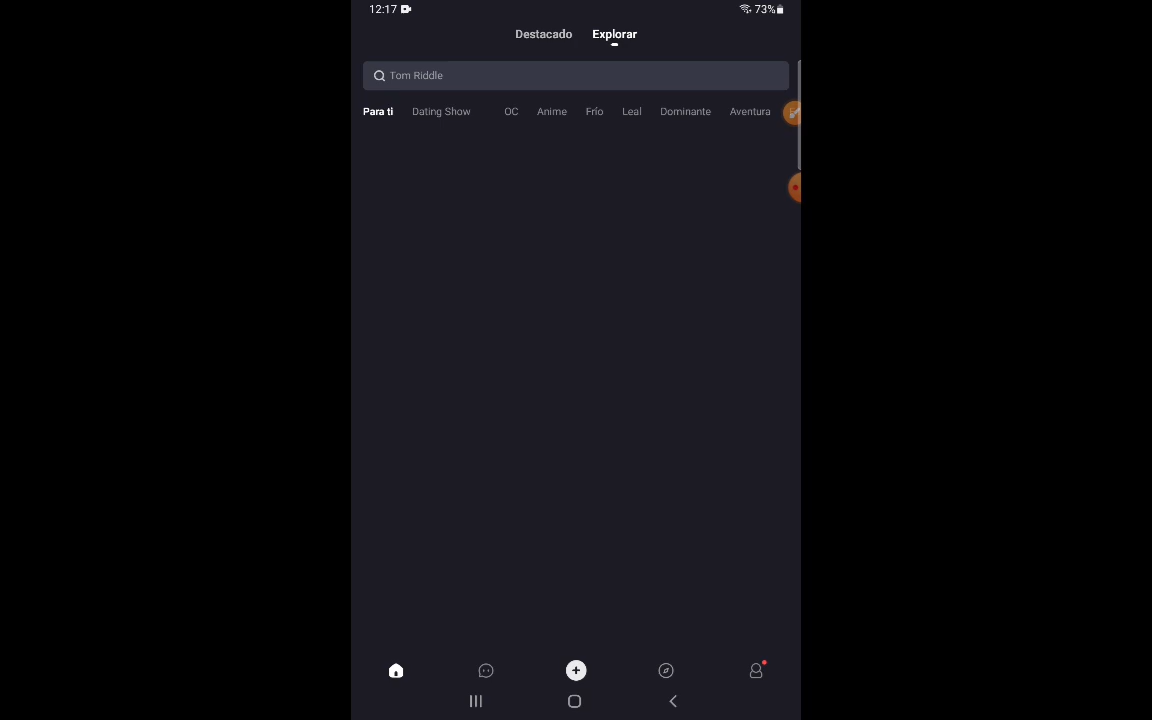 12:17 73%
Destacado Explorar
Tom Riddle
Para ti Dating Show OC Anime Frío Leal Dominante Aventura